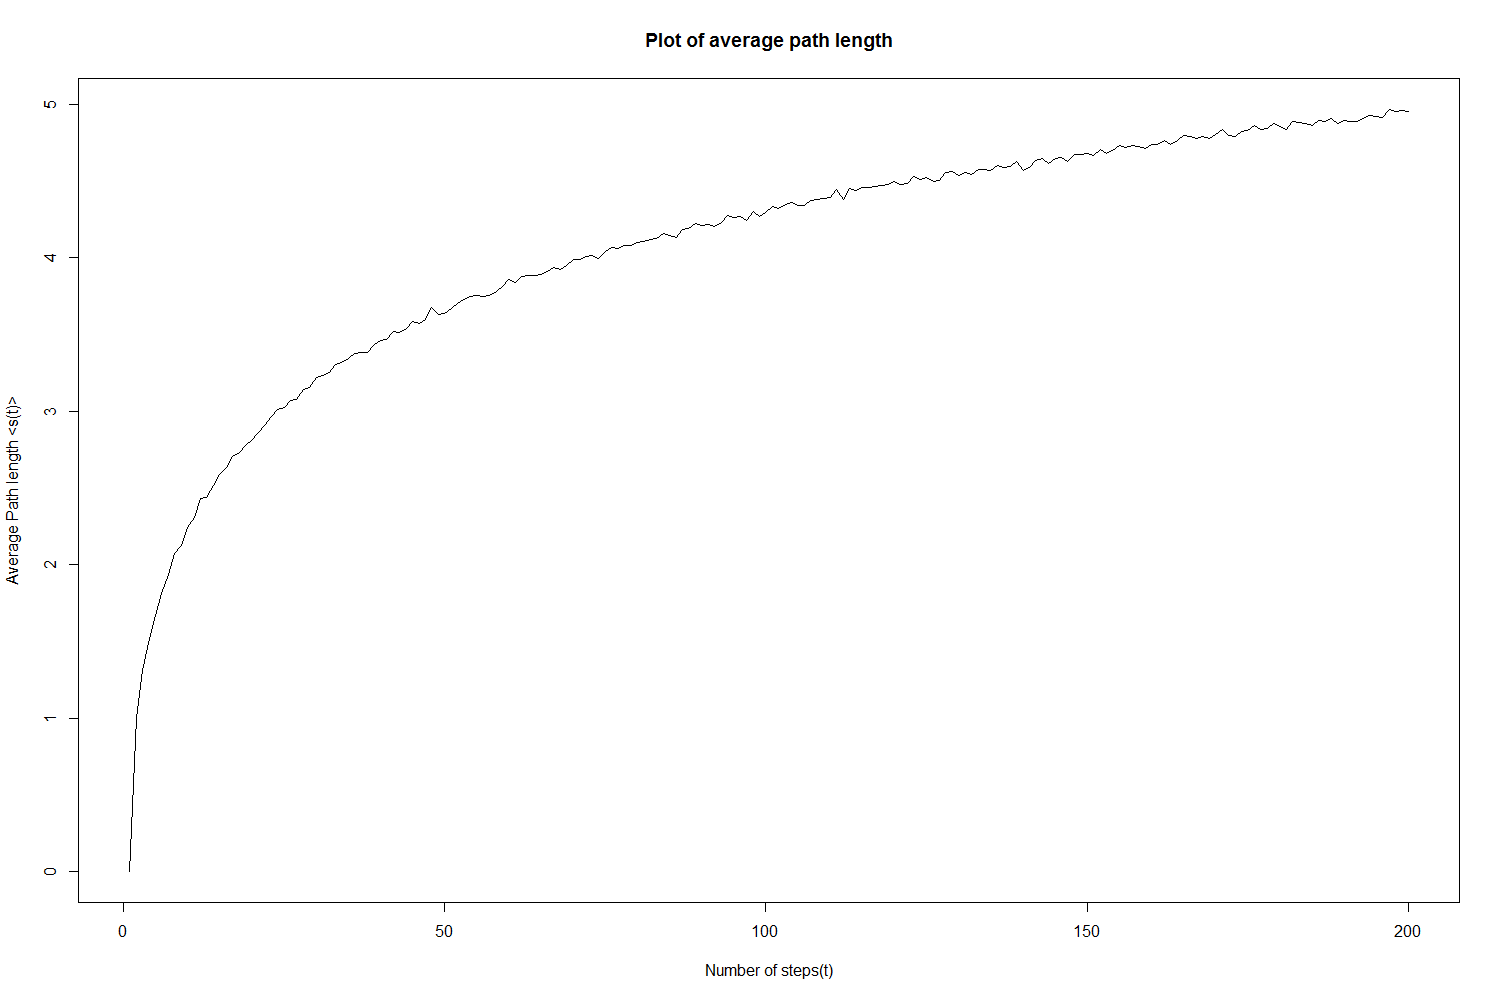 Plot of average path length
5
4
3
2
1
0
Average Path length <s(t)>
0 50 100 150 200
Number of steps(t)